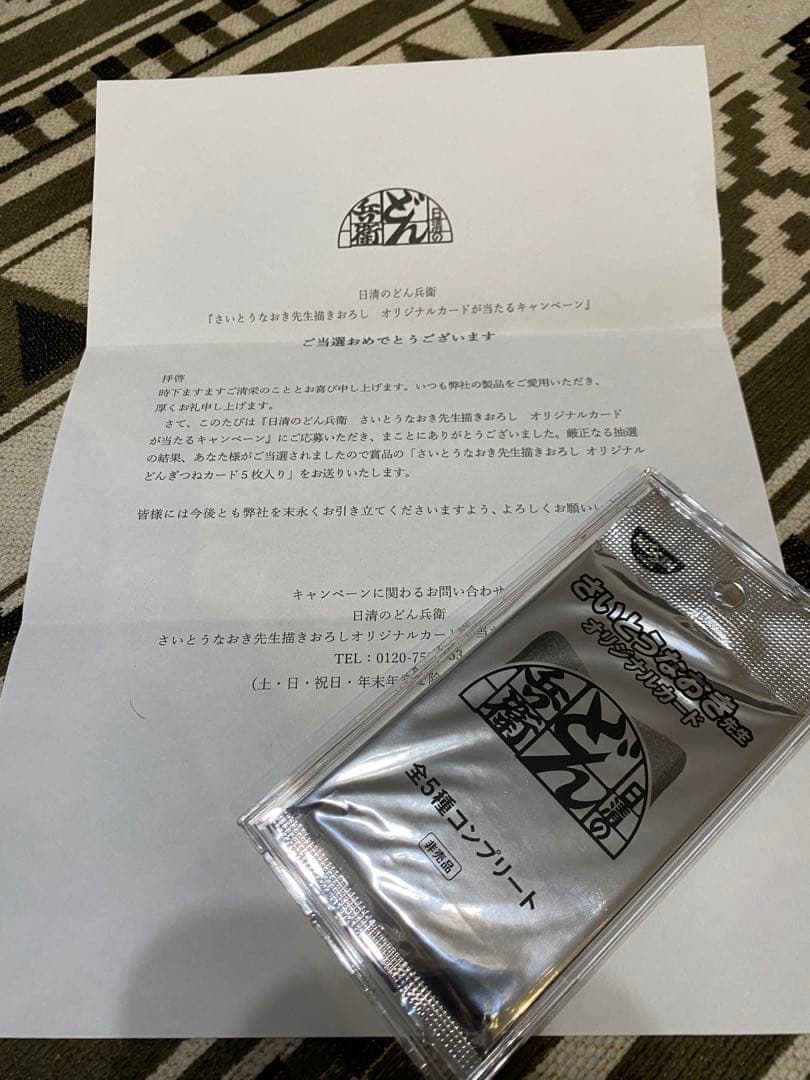 日清の
どん
兵衛
日清のどん兵衛
『さいとうなおき先生描きおろし　オリジナルカードが当たるキャンペーン』
ご当選おめでとうございます
拝啓
時下ますますご清栄のこととお喜び申し上げます。いつも弊社の製品をご愛用いただき、
厚くお礼申し上げます。
さて、このたびは『日清のどん兵衛　さいとうなおき先生描きおろし　オリジナルカード
が当たるキャンペーン』にご応募いただき、まことにありがとうございました。厳正なる抽選
の結果、あなた様がご当選されましたので賞品の「さいとうなおき先生描きおろし オリジナル
どんぎつねカード５枚入り」をお送りいたします。
皆様には今後とも弊社を末永くお引き立てくださいますよう、よろしくお願いい
キャンペーンに関わるお問い合わせ
日清のどん兵衛
さいとうなおき先生描きおろしオリジナルカード
TEL：0120-75
（土・日・祝日・年末年
さいとうなおき先生
オリジナルカード
日清の
どん
兵衛
全5種コンプリート
非売品